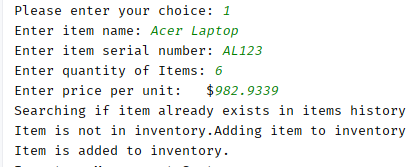 Please enter your choice: 1
Enter item name: Acer Laptop
Enter item serial number: AL123
Enter quantity of Items: 6
Enter price per unit:   $982.9339
Searching if item already exists in items history
Item is not in inventory.Adding item to inventory
Item is added to inventory.